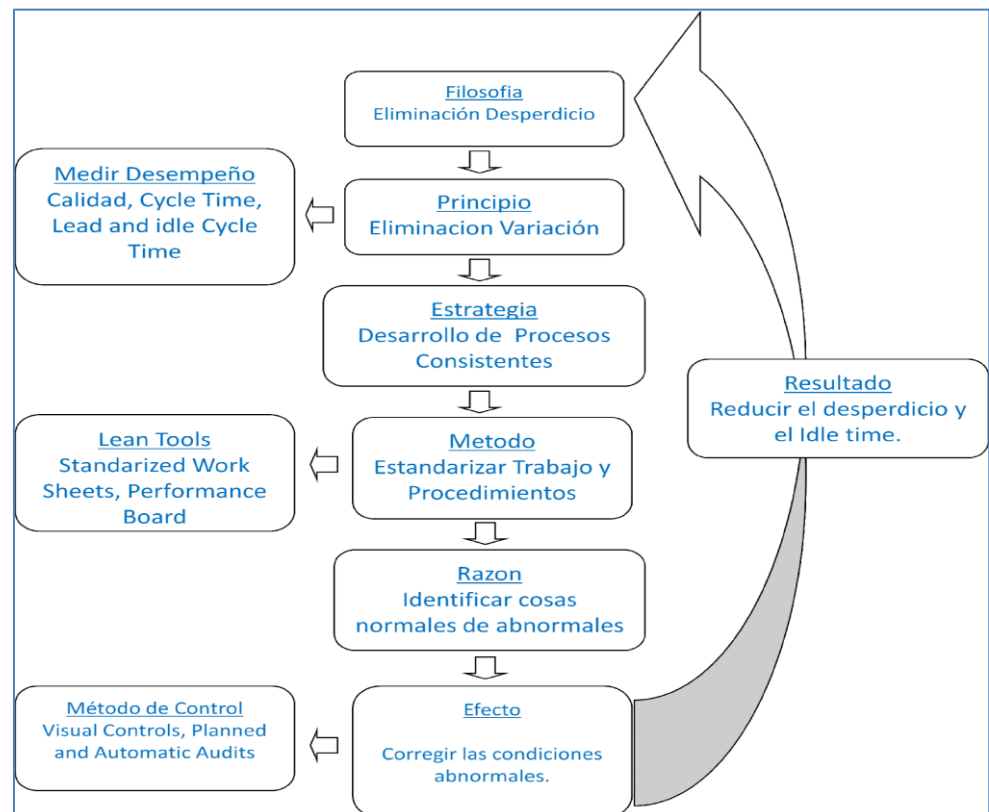 Filosofia
Eliminación Desperdicio
Medir Desempeño
Calidad, Cycle Time,
Lead and idle Cycle
Time
Principio
Eliminacion Variación
Estrategia
Desarrollo de Procesos
Consistentes
Resultado
Reducir el desperdicio y
el Idle time.
Lean Tools
Standarized Work
Sheets, Performance
Board
Metodo
Estandarizar Trabajo y
Procedimientos
Razon
Identificar cosas
normales de abnormales
Método de Control
Visual Controls, Planned
and Automatic Audits
Efecto
Corregir las condiciones
abnormales.